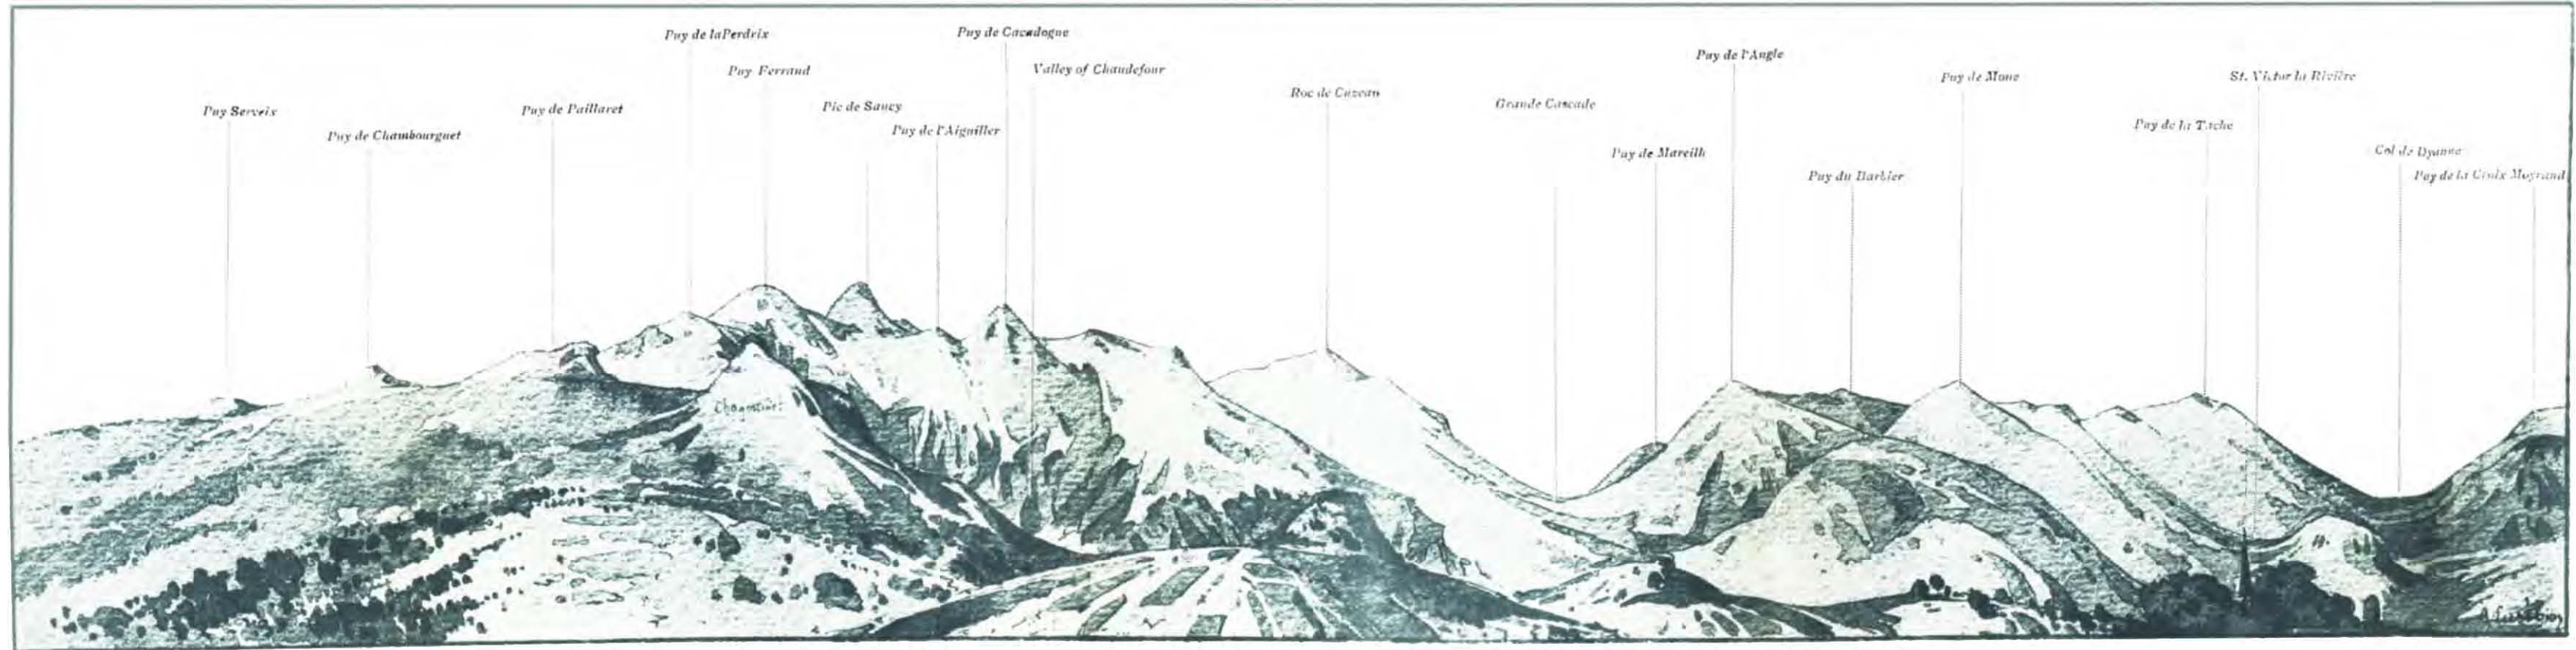 Puy Serveix
Puy de Chambourguet
Puy de Paillaret
Puy de la Perdrix
Puy Ferrand
Pic de Sancy
Puy de l'Aiguiller
Puy de Cacadogne
Valley of Chaudefour
Roc de Cuzeau
Grande Cascade
Puy de Mareilh
Puy de l'Angle
Puy du Barbier
Puy de Mone
Puy de la Tache
St. Victor la Rivière
Col de Dyanne
Puy de la Croix Moyrand